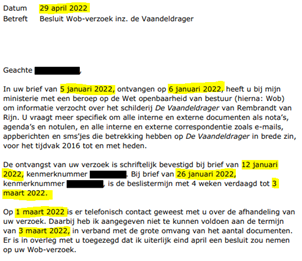 Datum 29 april 2022
Betreft Besluit Wob-verzoek inz. de Vaandeldrager
Geachte ,
In uw brief van 5 januari 2022, ontvangen op 6 januari 2022, heeft u bij mijn
ministerie met een beroep op de Wet openbaarheid van bestuur (hierna: Wob)
om informatie verzocht over het schilderij De Vaandeldrager van Rembrandt van
Rijn. U vraagt meer specifiek om alle interne en externe documenten als nota's,
agenda's en notulen, en alle interne en externe correspondentie zoals e-mails,
appberichten en sms'jes die betrekking hebben op De Vaandeldrager in brede zin,
voor het tijdvak 2016 tot en met heden.
De ontvangst van uw verzoek is schriftelijk bevestigd bij brief van 12 januari
2022, kenmerknummer . Bij brief van 26 januari 2022,
kenmerknummer , is de beslistermijn met 4 weken verdaagd tot 3
maart 2022.
Op 1 maart 2022 is er telefonisch contact geweest met u over de afhandeling van
uw verzoek. Daarbij heb ik aangegeven niet te kunnen voldoen aan de termijn
van 3 maart 2022, in verband met de grote omvang van het aantal documenten.
Er is in overleg met u toegezegd dat ik uiterlijk eind april een besluit zou nemen
op uw Wob-verzoek.